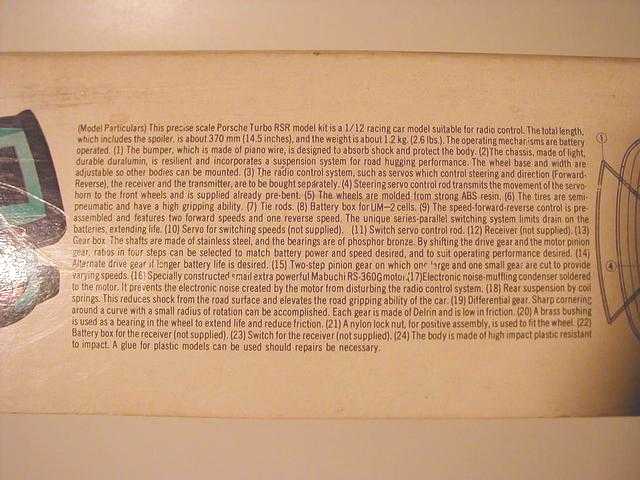 (Model Particulars) This precise scale Porsche Turbo RSR model kit is a 1/12 racing car model suitable for radio control. The total length,
which includes the spoiler, is about 370 mm (14.5 inches), and the weight is about 1.2 kg. (2.6 lbs.). The operating mechanisms are battery
operated. (1) The bumper, which is made of piano wire, is designed to absorb shock and protect the body. (2)The chassis, made of light,
durable duralumin, is resilient and incorporates a suspension system for road hugging performance. The wheel base and width are
adjustable so other bodies can be mounted. (3) The radio control system, such as servos which control steering and direction (Forward-
Reverse), the receiver and the transmitter, are to be bought separately. (4) Steering servo control rod transmits the movement of the servo-
horn to the front wheels and is supplied already pre-bent. (5) The wheels are molded from strong ABS resin. (6) The tires are semi-
pneumatic and have a high gripping ability. (7) Tie rods. (8) Battery box for UM-2 cells. (9) The speed-forward-reverse control is pre-
assembled and features two forward speeds and one reverse speed. The unique series-parallel switching system limits drain on the
batteries, extending life. (10) Servo for switching speeds (not supplied). (11) Switch servo control rod. (12) Receiver (not supplied). (13)
Gear box. The shafts are made of stainless steel, and the bearings are of phosphor bronze. By shifting the drive gear and the motor pinion
gear, ratios in four steps can be selected to match battery power and speed desired, and to suit operating performance desired. (14)
Alternate drive gear if longer battery life is desired. (15) Two-step pinion gear on which one large and one small gear are cut to provide
varying speeds. (16) Specially constructed small extra powerful Mabuchi RS-360G motor.(17)Electronic noise-muffling condenser soldered
to the motor. It prevents the electronic noise created by the motor from disturbing the radio control system. (18) Rear suspension by coil
springs. This reduces shock from the road surface and elevates the road gripping ability of the car. (19) Differential gear. Sharp cornering
around a curve with a small radius of rotation can be accomplished. Each gear is made of Delrin and is low in friction. (20) A brass bushing
is used as a bearing in the wheel to extend life and reduce friction. (21) A nylon lock nut, for positive assembly, is used to fit the wheel. (22)
Battery box for the receiver (not supplied). (23) Switch for the receiver (not supplied). (24) The body is made of high impact plastic resistant
to impact. A glue for plastic models can be used should repairs be necessary.
1
4